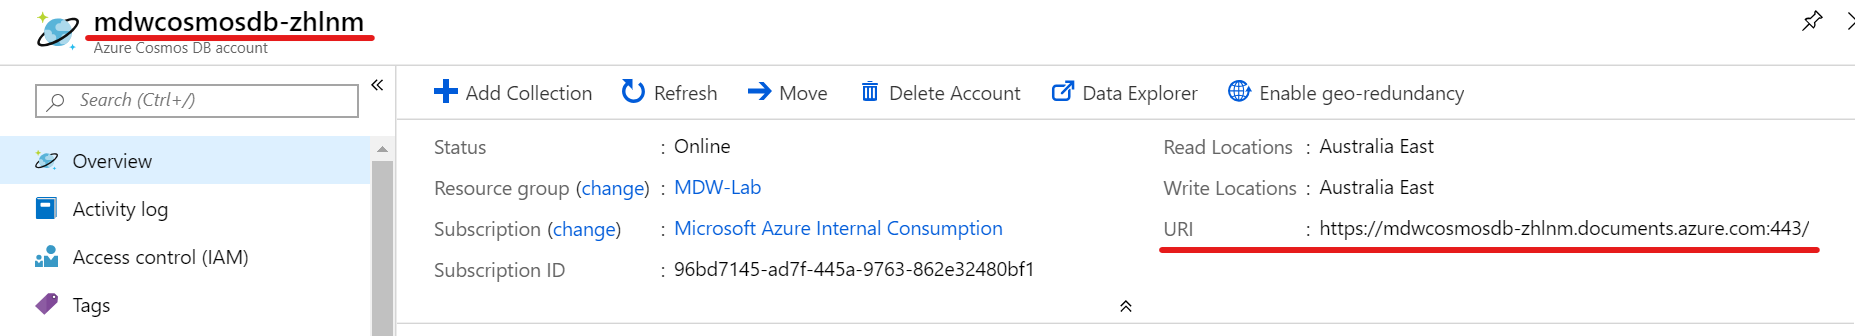 mdwcosmosdb-zhlnm
Azure Cosmos DB account
Search (Ctrl+/)
Overview
Activity log
Access control (IAM)
Tags
Add Collection Refresh Move Delete Account Data Explorer Enable geo-redundancy
Status : Online
Resource group (change) : MDW-Lab
Subscription (change) : Microsoft Azure Internal Consumption
Subscription ID : 96bd7145-ad7f-445a-9763-862e32480bf1
Read Locations : Australia East
Write Locations : Australia East
URI : https://mdwcosmosdb-zhlnm.documents.azure.com:443/